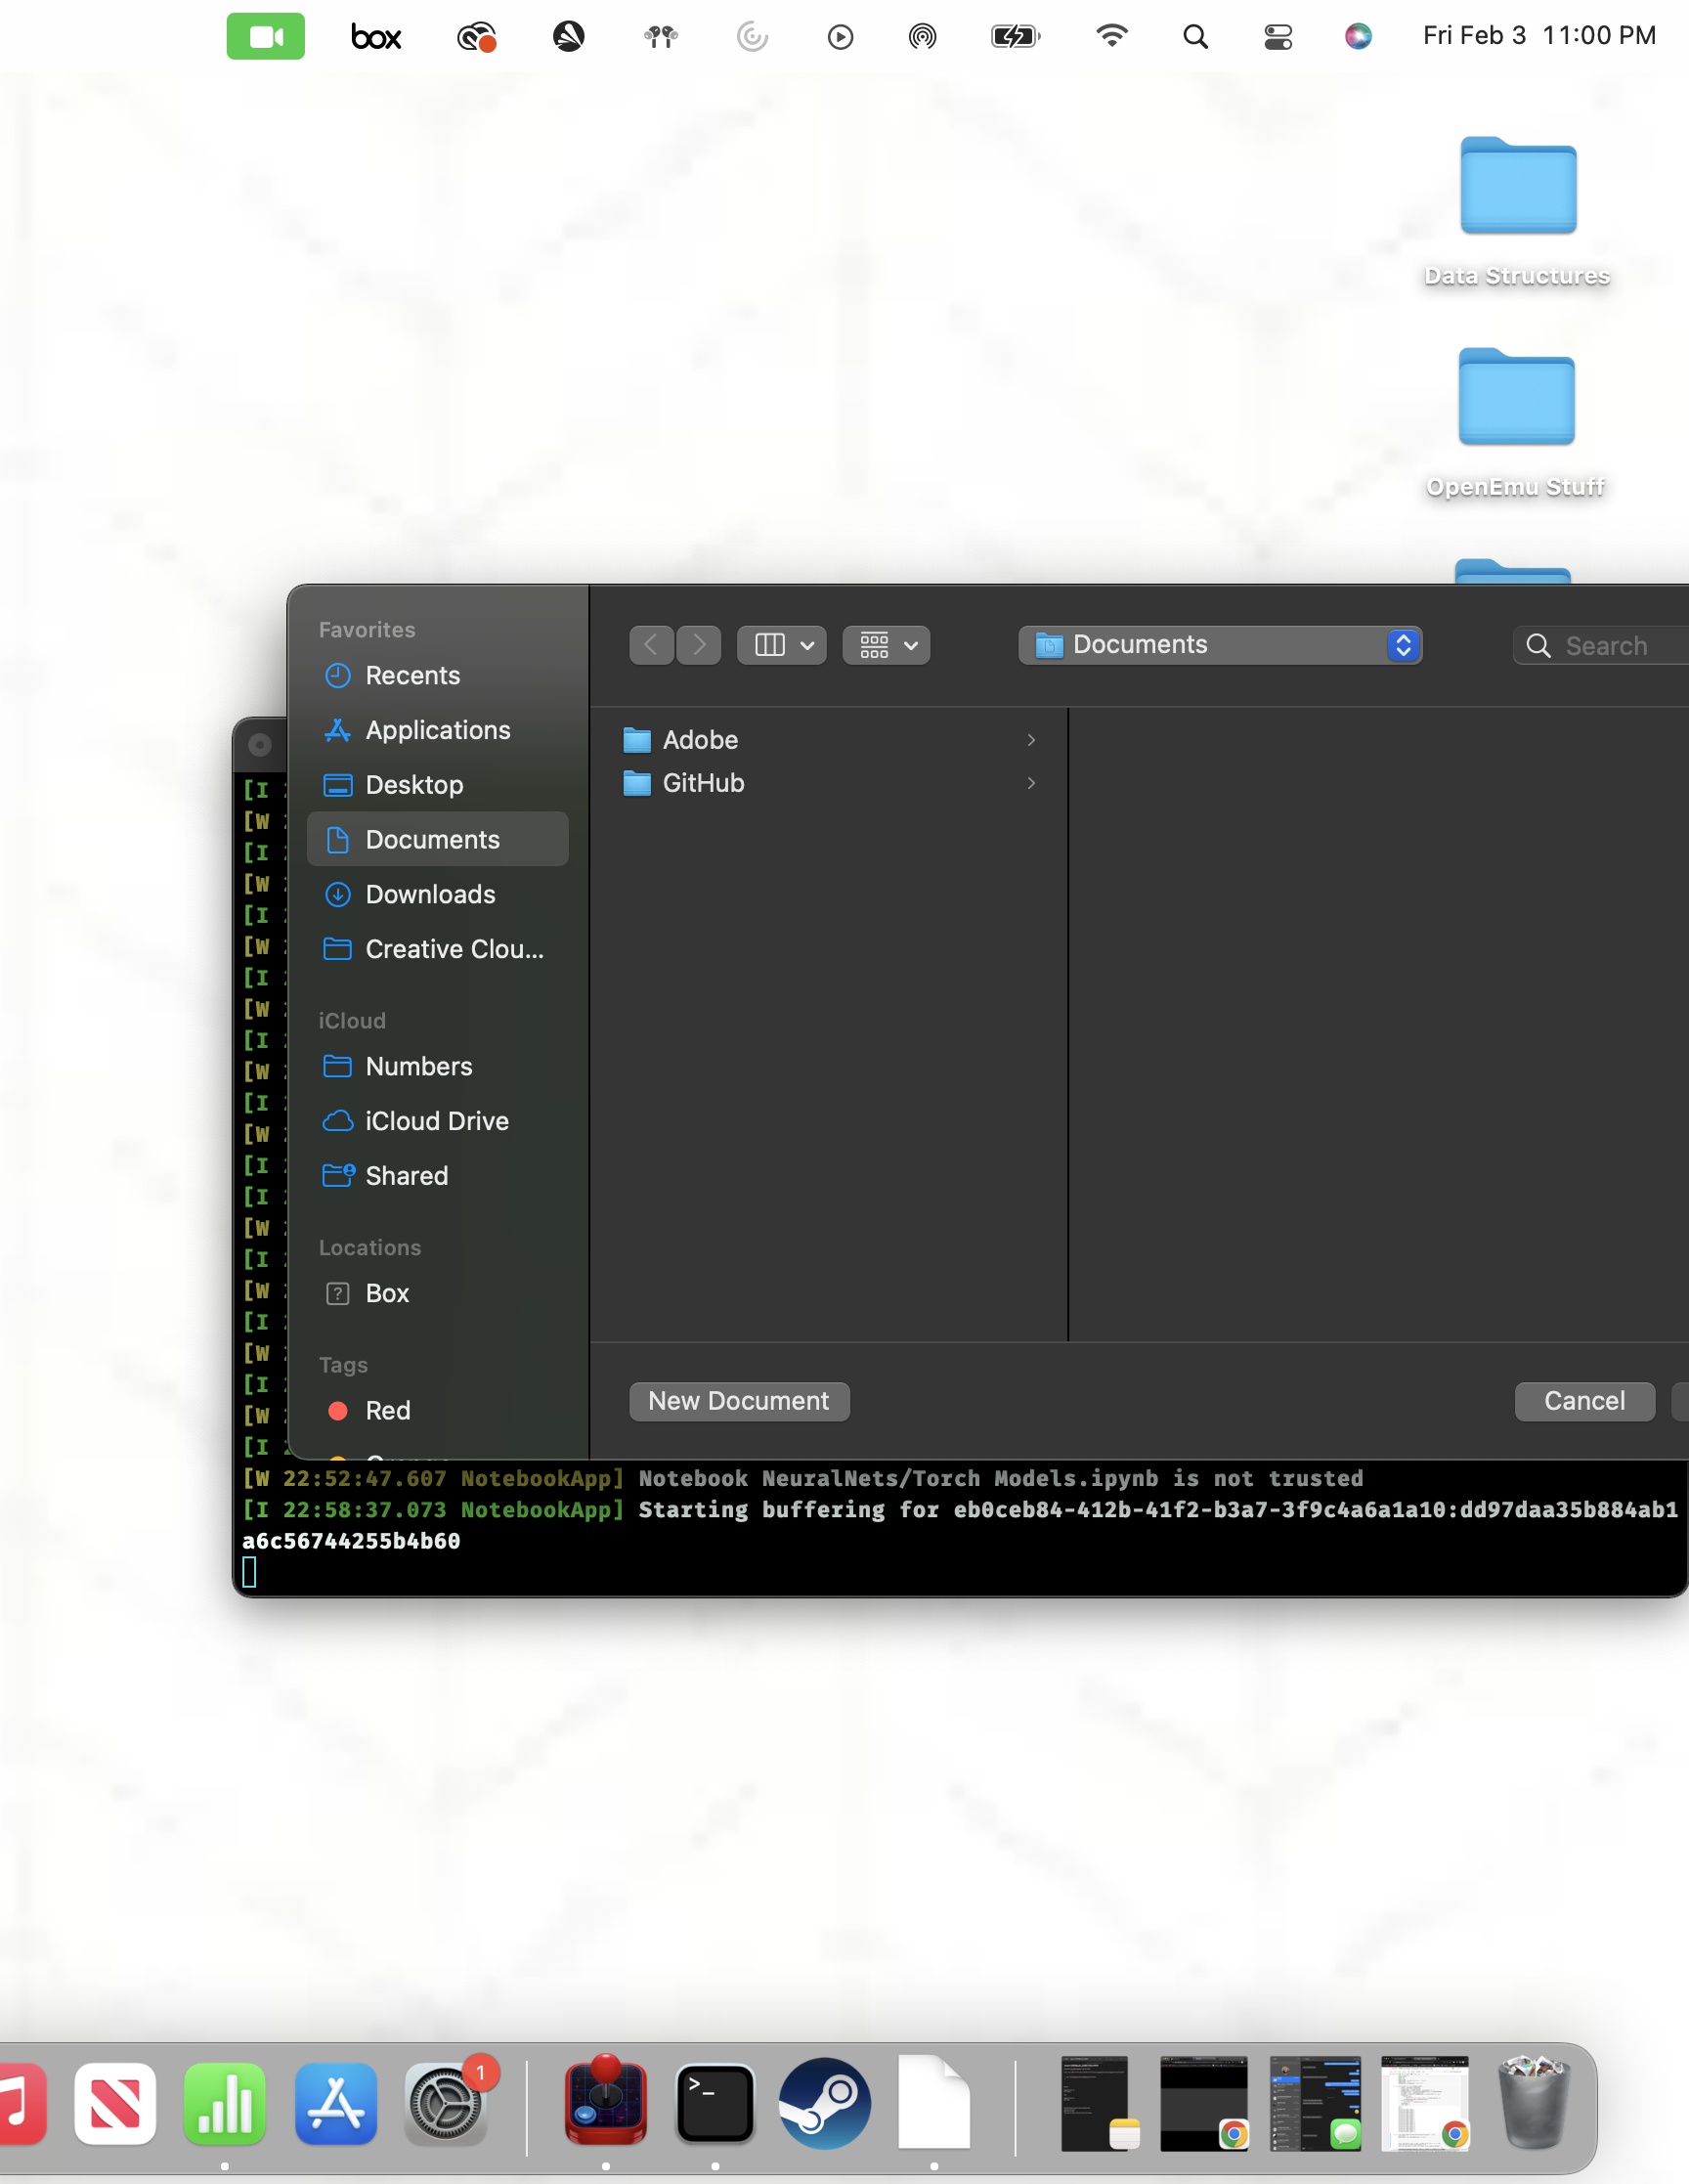 box
Fri Feb 3 11:00 PM
Data Structures
OpenEmu Stuff
Favorites
Recents
Applications
Desktop
Documents
Downloads
Creative Clou...
iCloud
Numbers
iCloud Drive
Shared
Locations
Box
Tags
Red
Documents
Search
Adobe
GitHub
New Document
Cancel
[I
[W
[I
[W
[I
[W
[I
[W
[I
[W
[I
[W
[I
[I
[W
[I
[W
[I
[W
[I
[W
[I
[W 22:52:47.607 NotebookApp] Notebook NeuralNets/Torch Models.ipynb is not trusted
[I 22:58:37.073 NotebookApp] Starting buffering for eb0ceb84-412b-41f2-b3a7-3f9c4a6a1a10:dd97daa35b884ab1
a6c56744255b4b60
1
>_